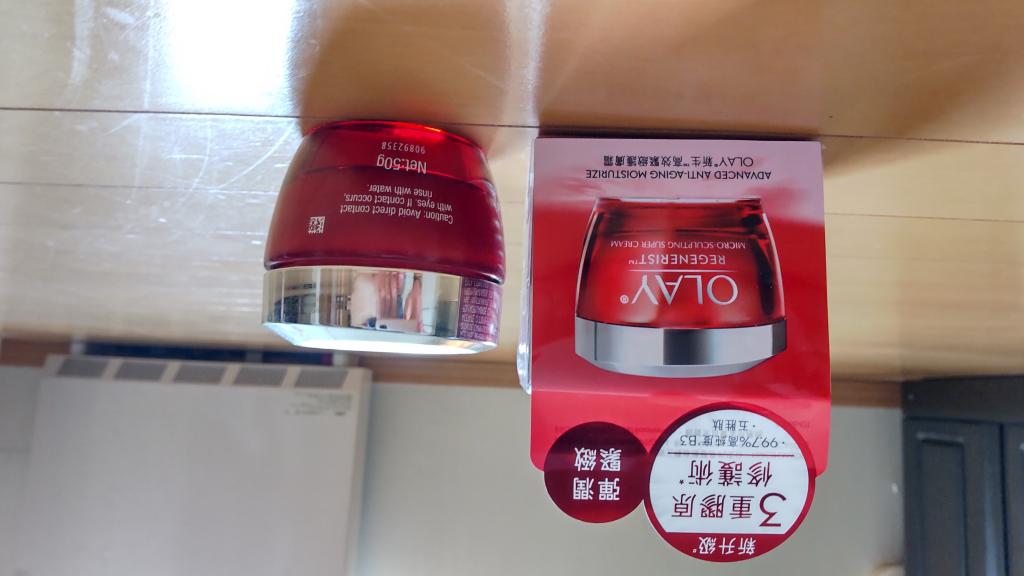 新升級°
3重膠原
修護術*
·99.7%高純度°B3
·五胜肽
彈潤
緊緻
OLAY®
REGENERIST™
MICRO-SCULPTING SUPER CREAM
ADVANCED ANTI-AGING MOISTURIZE
OLAY®新生™高效緊緻護膚霜
Caution: Avoid direct contact
with eyes. If contact occurs,
rinse with water.
Net:50g
90892358